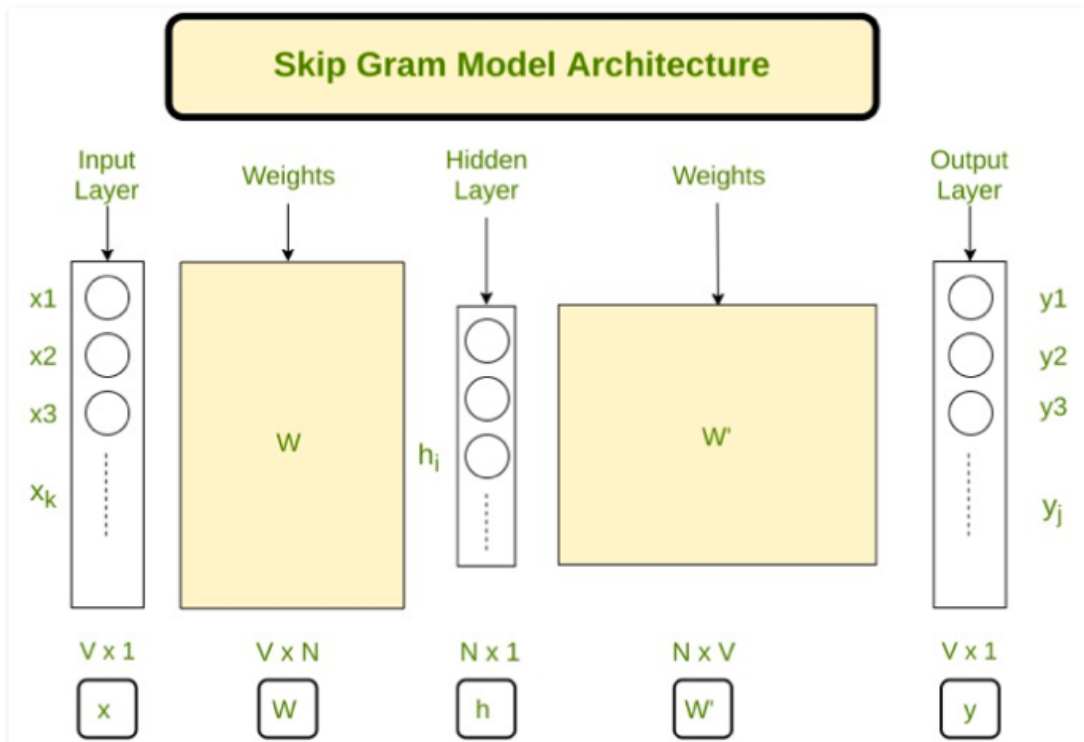 Skip Gram Model Architecture
Input
Layer
Weights
Hidden
Layer
Weights
Output
Layer
x1
x2
x3
xk
W
hi
W'
y1
y2
y3
yj
V x 1
V x N
N x 1
N x V
V x 1
x
W
h
W'
y